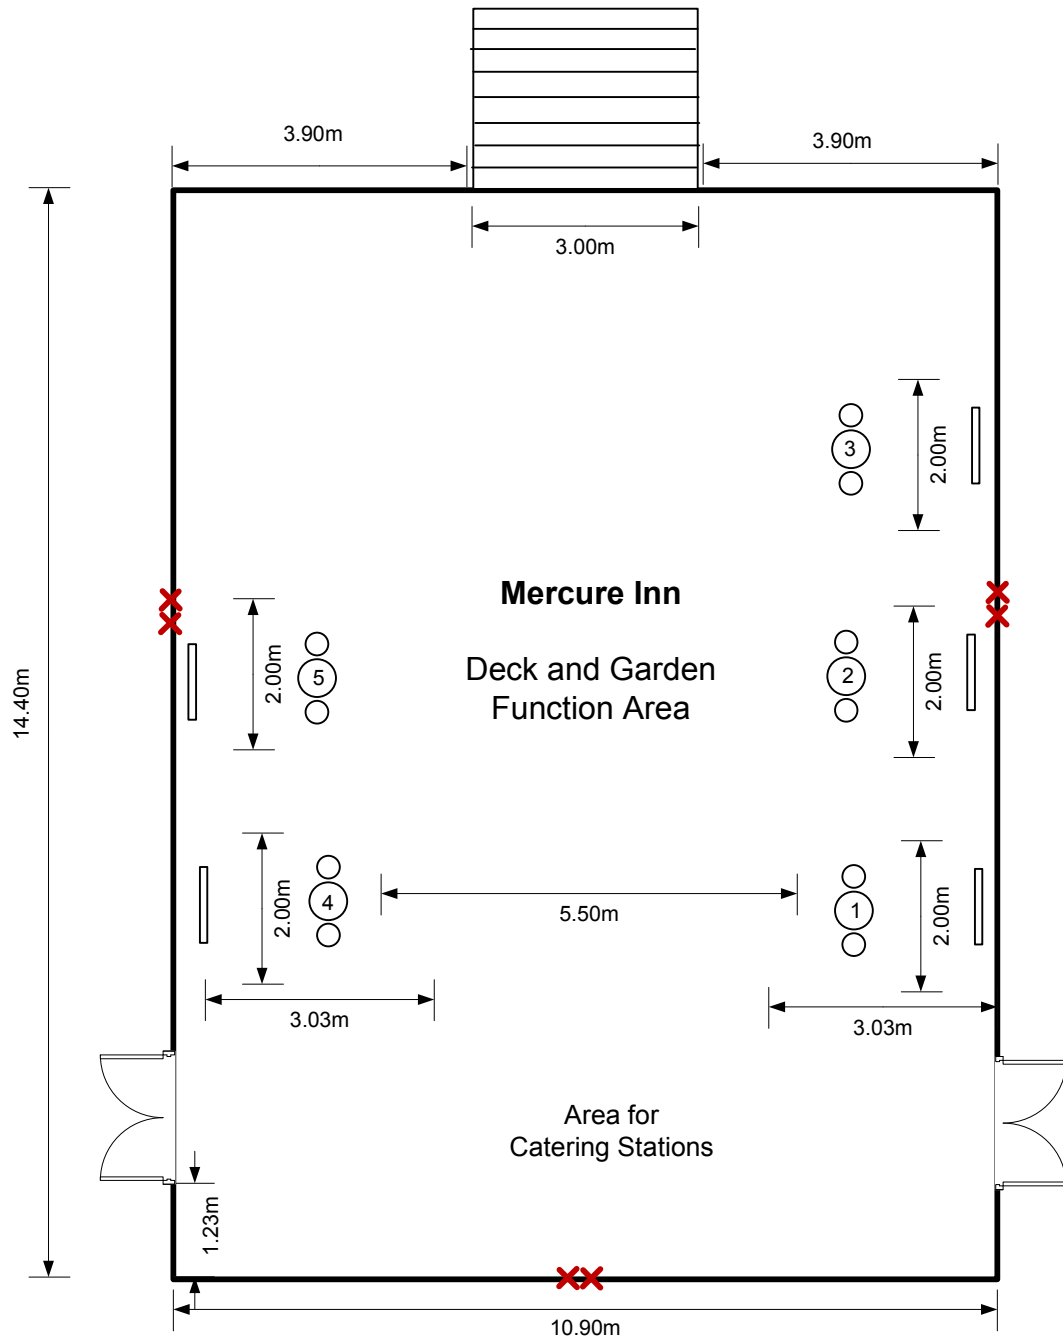 3.90m
3.90m
3.00m
3
2.00m
14.40m
Mercure Inn
Deck and Garden
Function Area
5
2.00m
2
2.00m
4
2.00m
5.50m
1
2.00m
3.03m
3.03m
Area for
Catering Stations
1.23m
10.90m